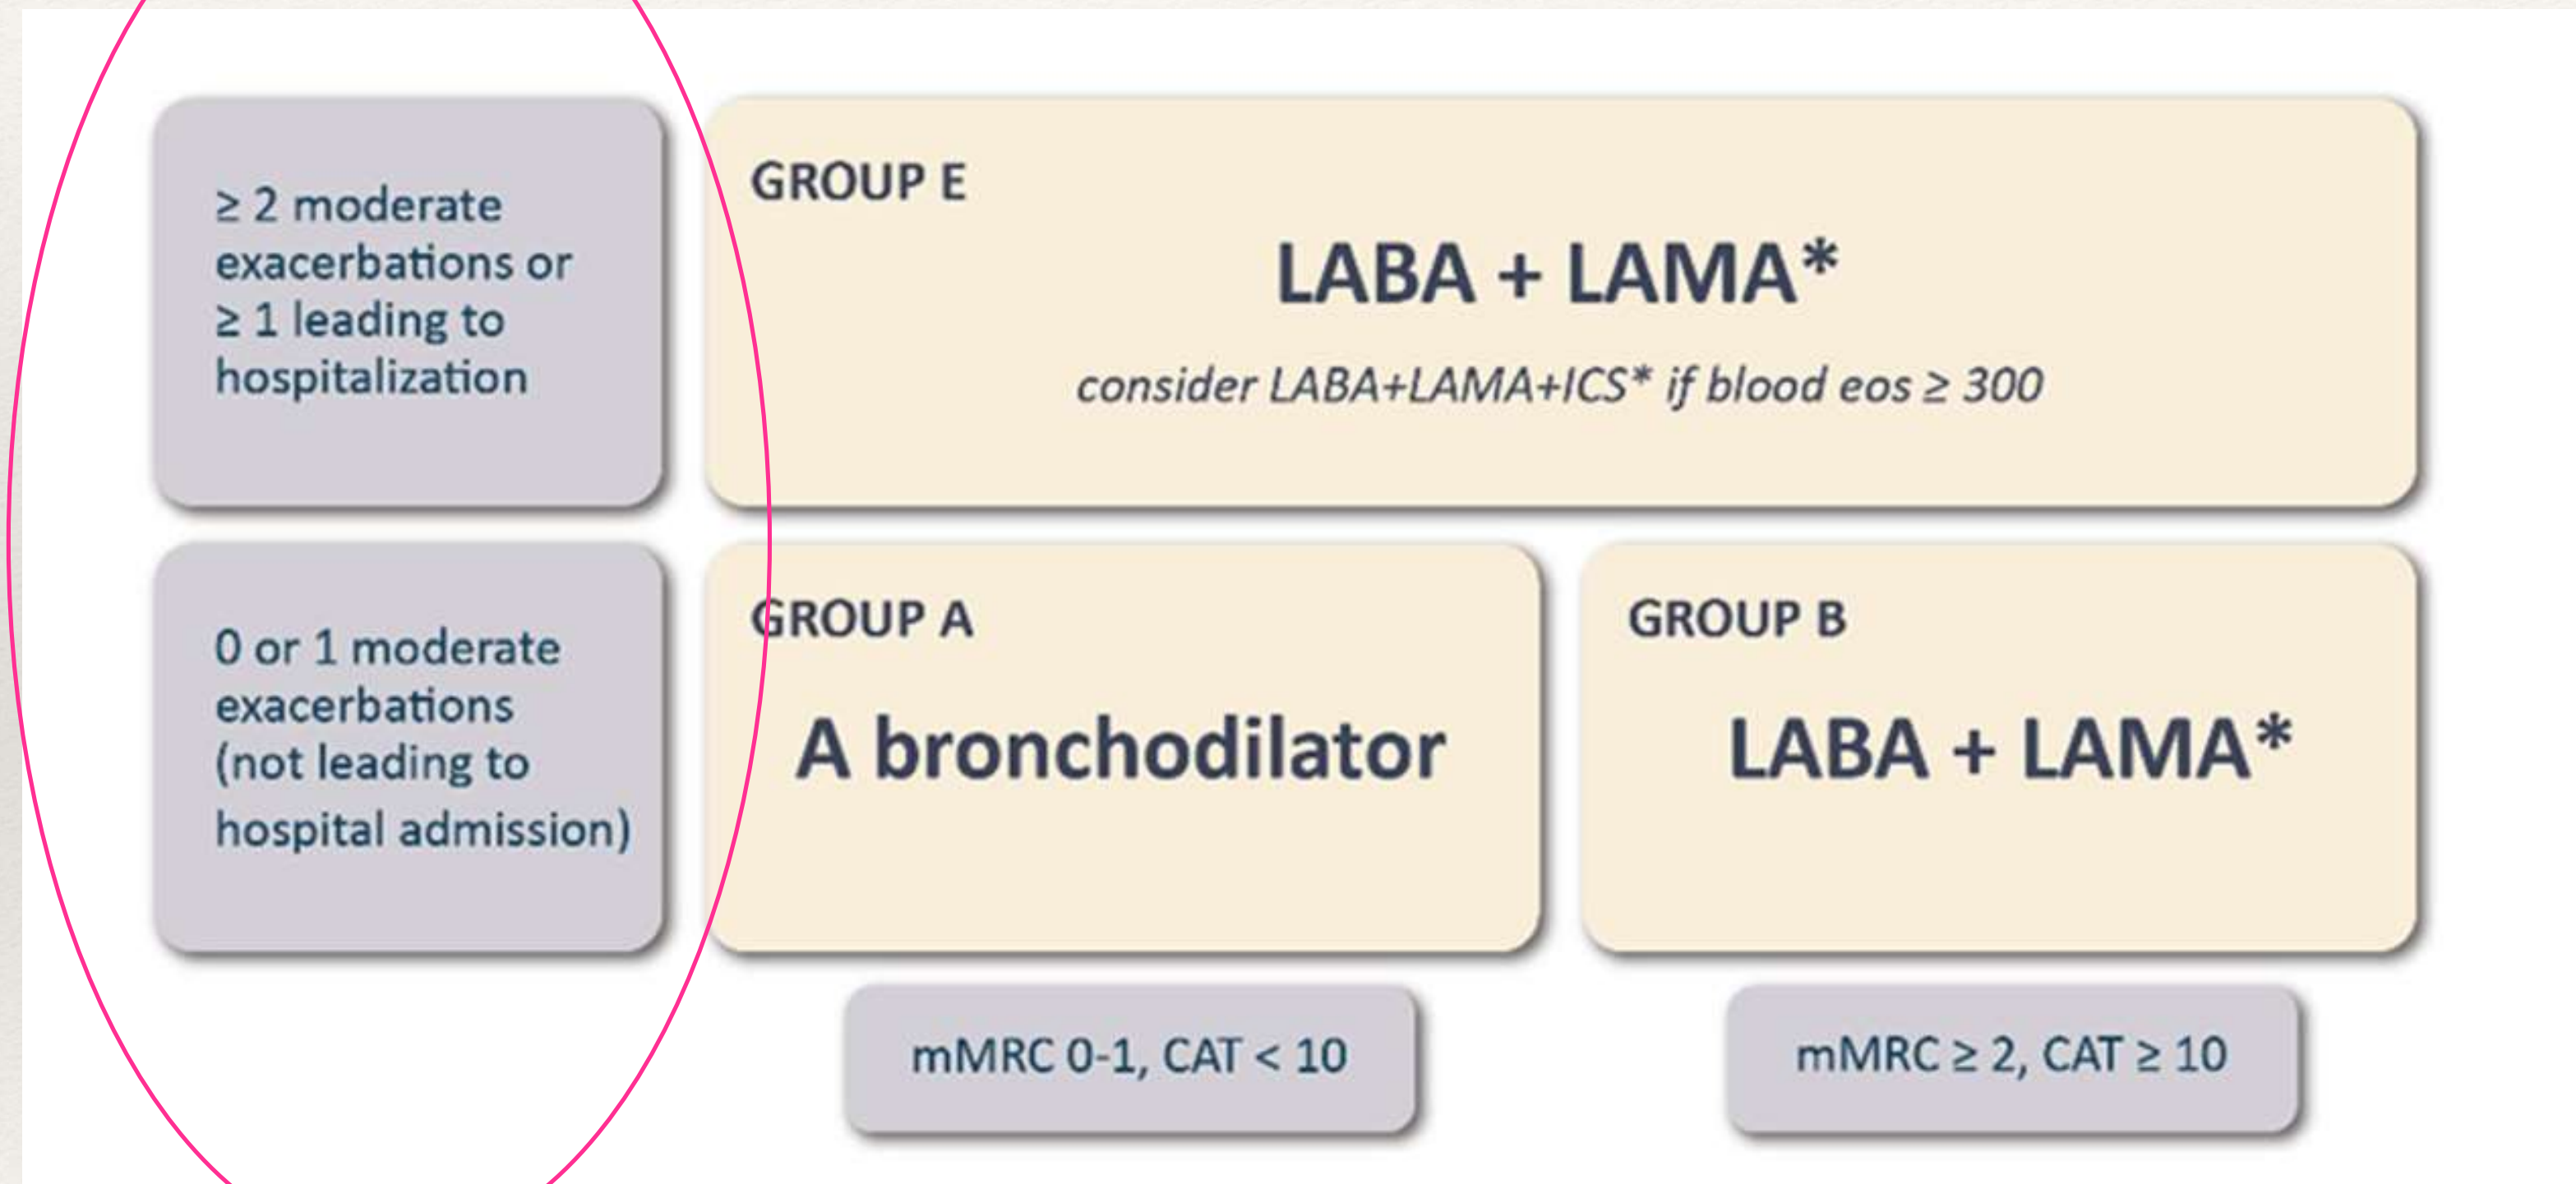 ≥ 2 moderate
exacerbations or
≥ 1 leading to
hospitalization
GROUP E
LABA + LAMA*
consider LABA+LAMA+ICS* if blood eos ≥ 300
0 or 1 moderate
exacerbations
(not leading to
hospital admission)
GROUP A
A bronchodilator
GROUP B
LABA + LAMA*
mMRC 0-1, CAT < 10
mMRC ≥ 2, CAT ≥ 10